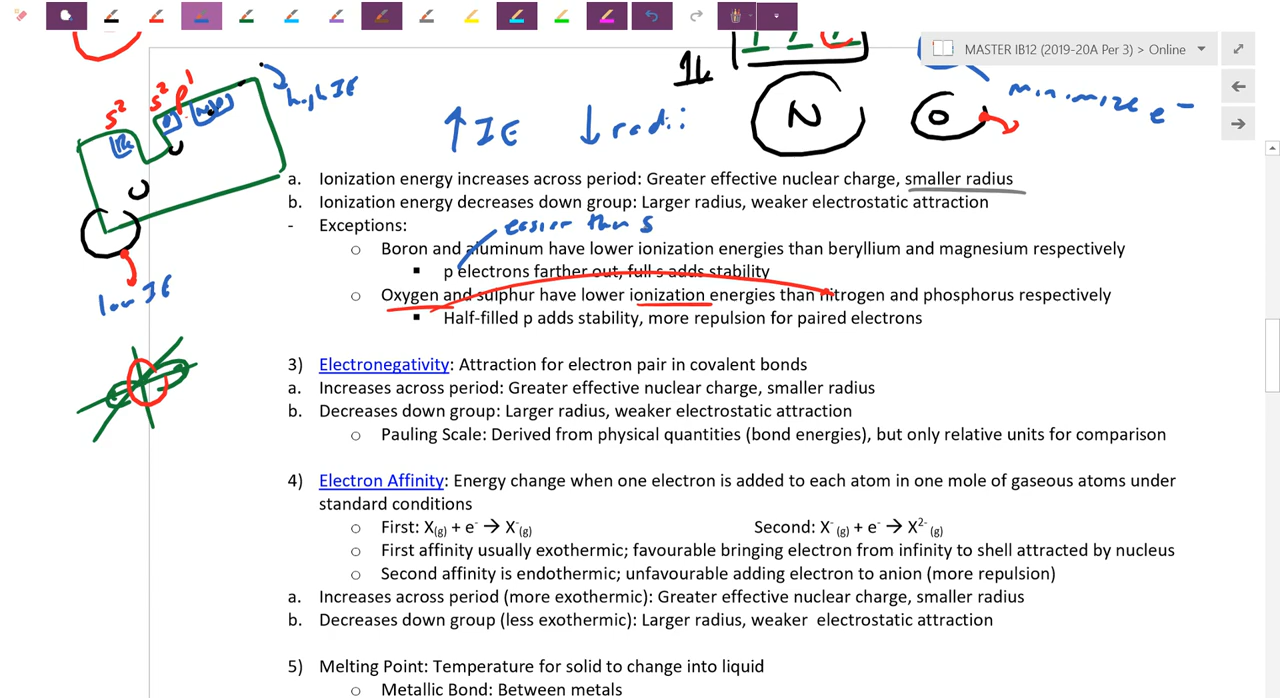 MASTER IB12 (2019-20A Per 3) > Online
s² s² p¹
high IE
↑ IE ↓ radii
N O
minimize e⁻
a. Ionization energy increases across period: Greater effective nuclear charge, smaller radius
b. Ionization energy decreases down group: Larger radius, weaker electrostatic attraction
- Exceptions:
easier than s
○ Boron and aluminum have lower ionization energies than beryllium and magnesium respectively
▪ p electrons farther out, full s adds stability
low IE
○ Oxygen and sulphur have lower ionization energies than nitrogen and phosphorus respectively
▪ Half-filled p adds stability, more repulsion for paired electrons
3) Electronegativity: Attraction for electron pair in covalent bonds
a. Increases across period: Greater effective nuclear charge, smaller radius
b. Decreases down group: Larger radius, weaker electrostatic attraction
○ Pauling Scale: Derived from physical quantities (bond energies), but only relative units for comparison
4) Electron Affinity: Energy change when one electron is added to each atom in one mole of gaseous atoms under
standard conditions
○ First: X(g) + e⁻ → X⁻(g) Second: X⁻(g) + e⁻ → X²⁻(g)
○ First affinity usually exothermic; favourable bringing electron from infinity to shell attracted by nucleus
○ Second affinity is endothermic; unfavourable adding electron to anion (more repulsion)
a. Increases across period (more exothermic): Greater effective nuclear charge, smaller radius
b. Decreases down group (less exothermic): Larger radius, weaker electrostatic attraction
5) Melting Point: Temperature for solid to change into liquid
○ Metallic Bond: Between metals